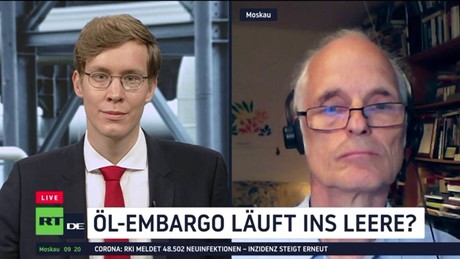 Moskau
LIVE
RT DE
ÖL-EMBARGO LÄUFT INS LEERE?
Moskau 09 20 CORONA: RKI MELDET 48.502 NEUINFEKTIONEN – INZIDENZ STEIGT ERNEUT